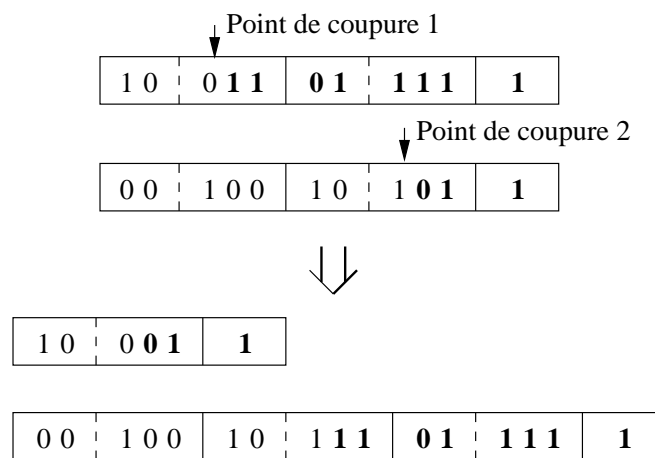 Point de coupure 1
1 0 0 1 1 0 1 1 1 1 1
Point de coupure 2
0 0 1 0 0 1 0 1 0 1 1
1 0 0 0 1 1
0 0 1 0 0 1 0 1 1 1 0 1 1 1 1 1